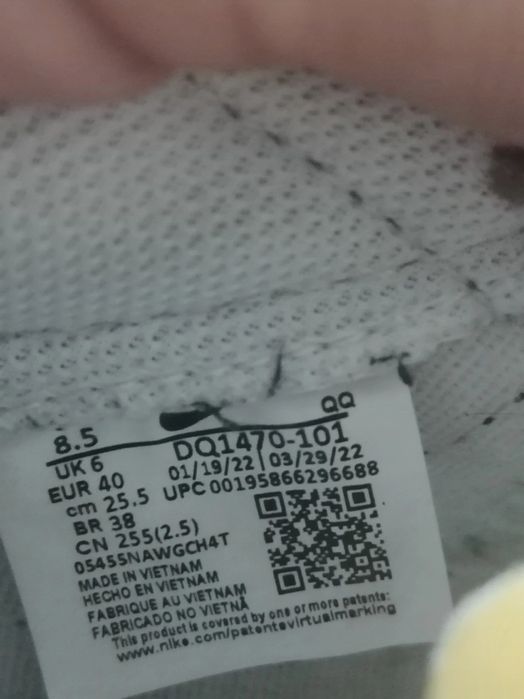 QQ
8.5
DQ1470-101
UK 6
01/19/22 | 03/29/22
EUR 40
UPC 00195866296688
cm 25.5
BR 38
CN 255(2.5)
05455NAWGCH4T
MADE IN VIETNAM
HECHO EN VIETNAM
FABRIQUE AU VIETNAM
FABRICADO NO VIETNÃ
This product is covered by one or more patents:
www.nike.com/patentsvirtualmarking